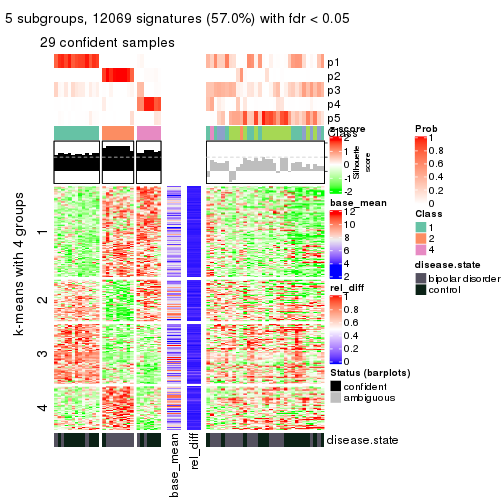 5 subgroups, 12069 signatures (57.0%) with fdr < 0.05
29 confident samples
p1
p2
p3
p4
p5
Class
z-score
2
1
0
-1
-2
Silhouette
score
base_mean
12
10
8
6
4
2
rel_diff
1
0.8
0.6
0.4
0.2
0
Status (barplots)
confident
ambiguous
Prob
1
0.8
0.6
0.4
0.2
0
Class
1
2
4
disease.state
bipolar disorder
control
k-means with 4 groups
1
2
3
4
disease.state
base_mean
rel_diff